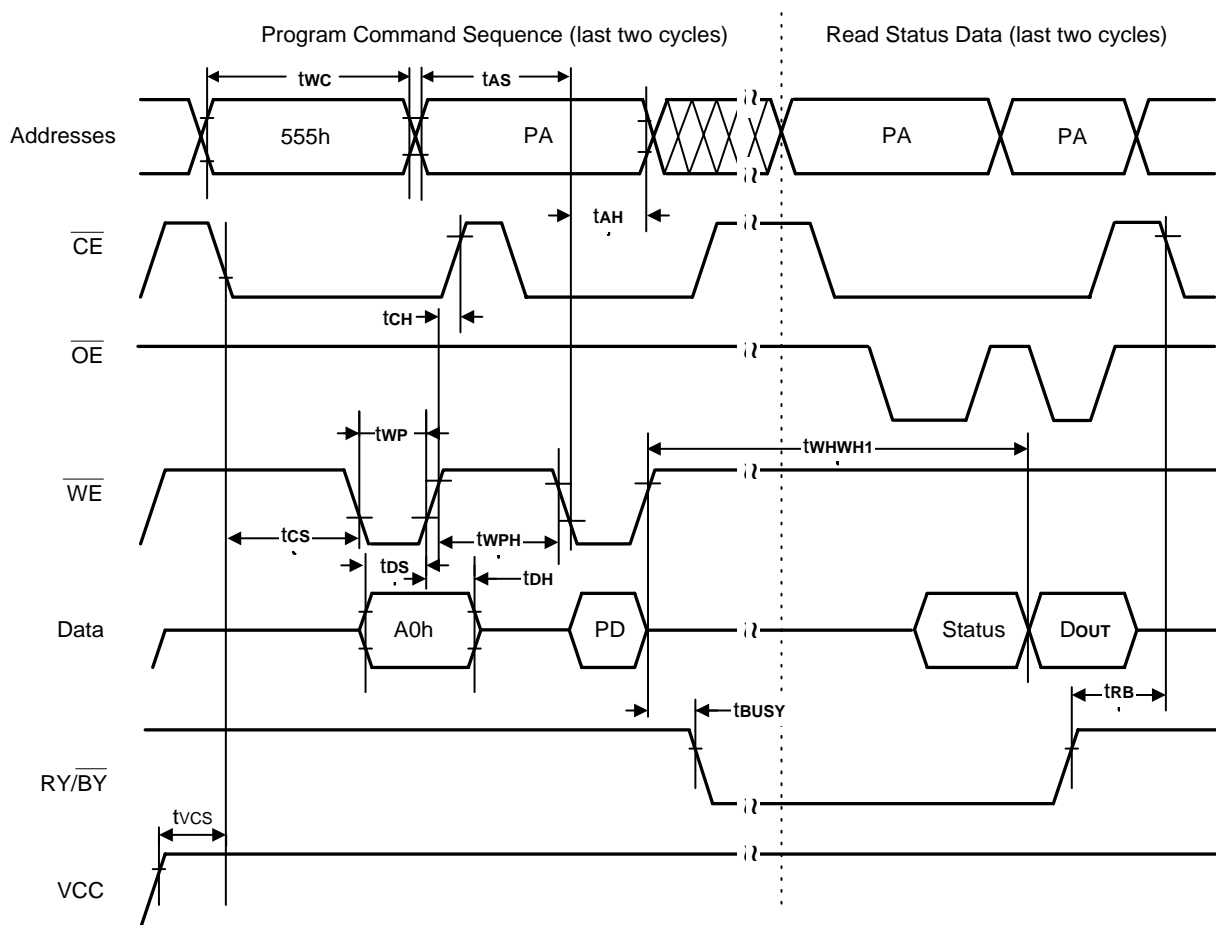 Program Command Sequence (last two cycles)
Read Status Data (last two cycles)
tWC
tAS
Addresses
555h
PA
PA
PA
tAH
CE
tCH
OE
tWP
tWHWH1
WE
tCS
tWPH
tDS
tDH
Data
A0h
PD
Status
DOUT
tRB
tBUSY
RY/BY
tVCS
VCC